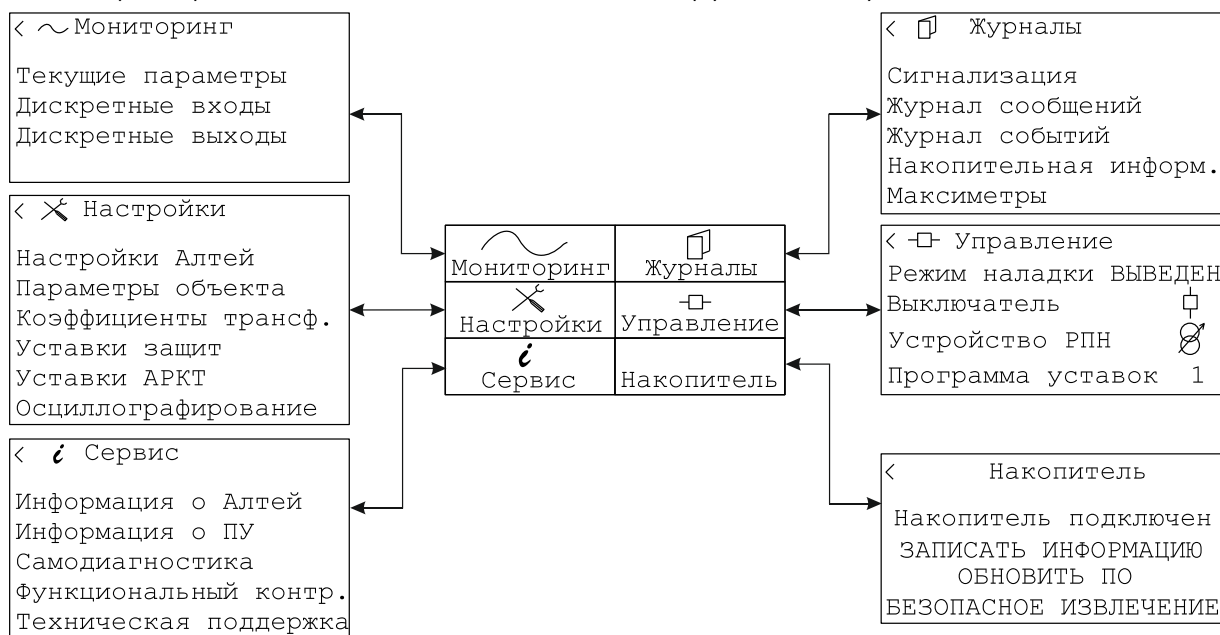 < Мониторинг
Текущие параметры
Дискретные входы
Дискретные выходы
< Настройки
Настройки Алтей
Параметры объекта
Коэффициенты трансф.
Уставки защит
Уставки АРКТ
Осциллографирование
< i Сервис
Информация о Алтей
Информация о ПУ
Самодиагностика
Функциональный контр.
Техническая поддержка
Мониторинг
Журналы
Настройки
Управление
i
Сервис
Накопитель
< Журналы
Сигнализация
Журнал сообщений
Журнал событий
Накопительная информ.
Максиметры
< Управление
Режим наладки ВЫВЕДЕН
Выключатель
Устройство РПН
Программа уставок 1
< Накопитель
Накопитель подключен
ЗАПИСАТЬ ИНФОРМАЦИЮ
ОБНОВИТЬ ПО
БЕЗОПАСНОЕ ИЗВЛЕЧЕНИЕ